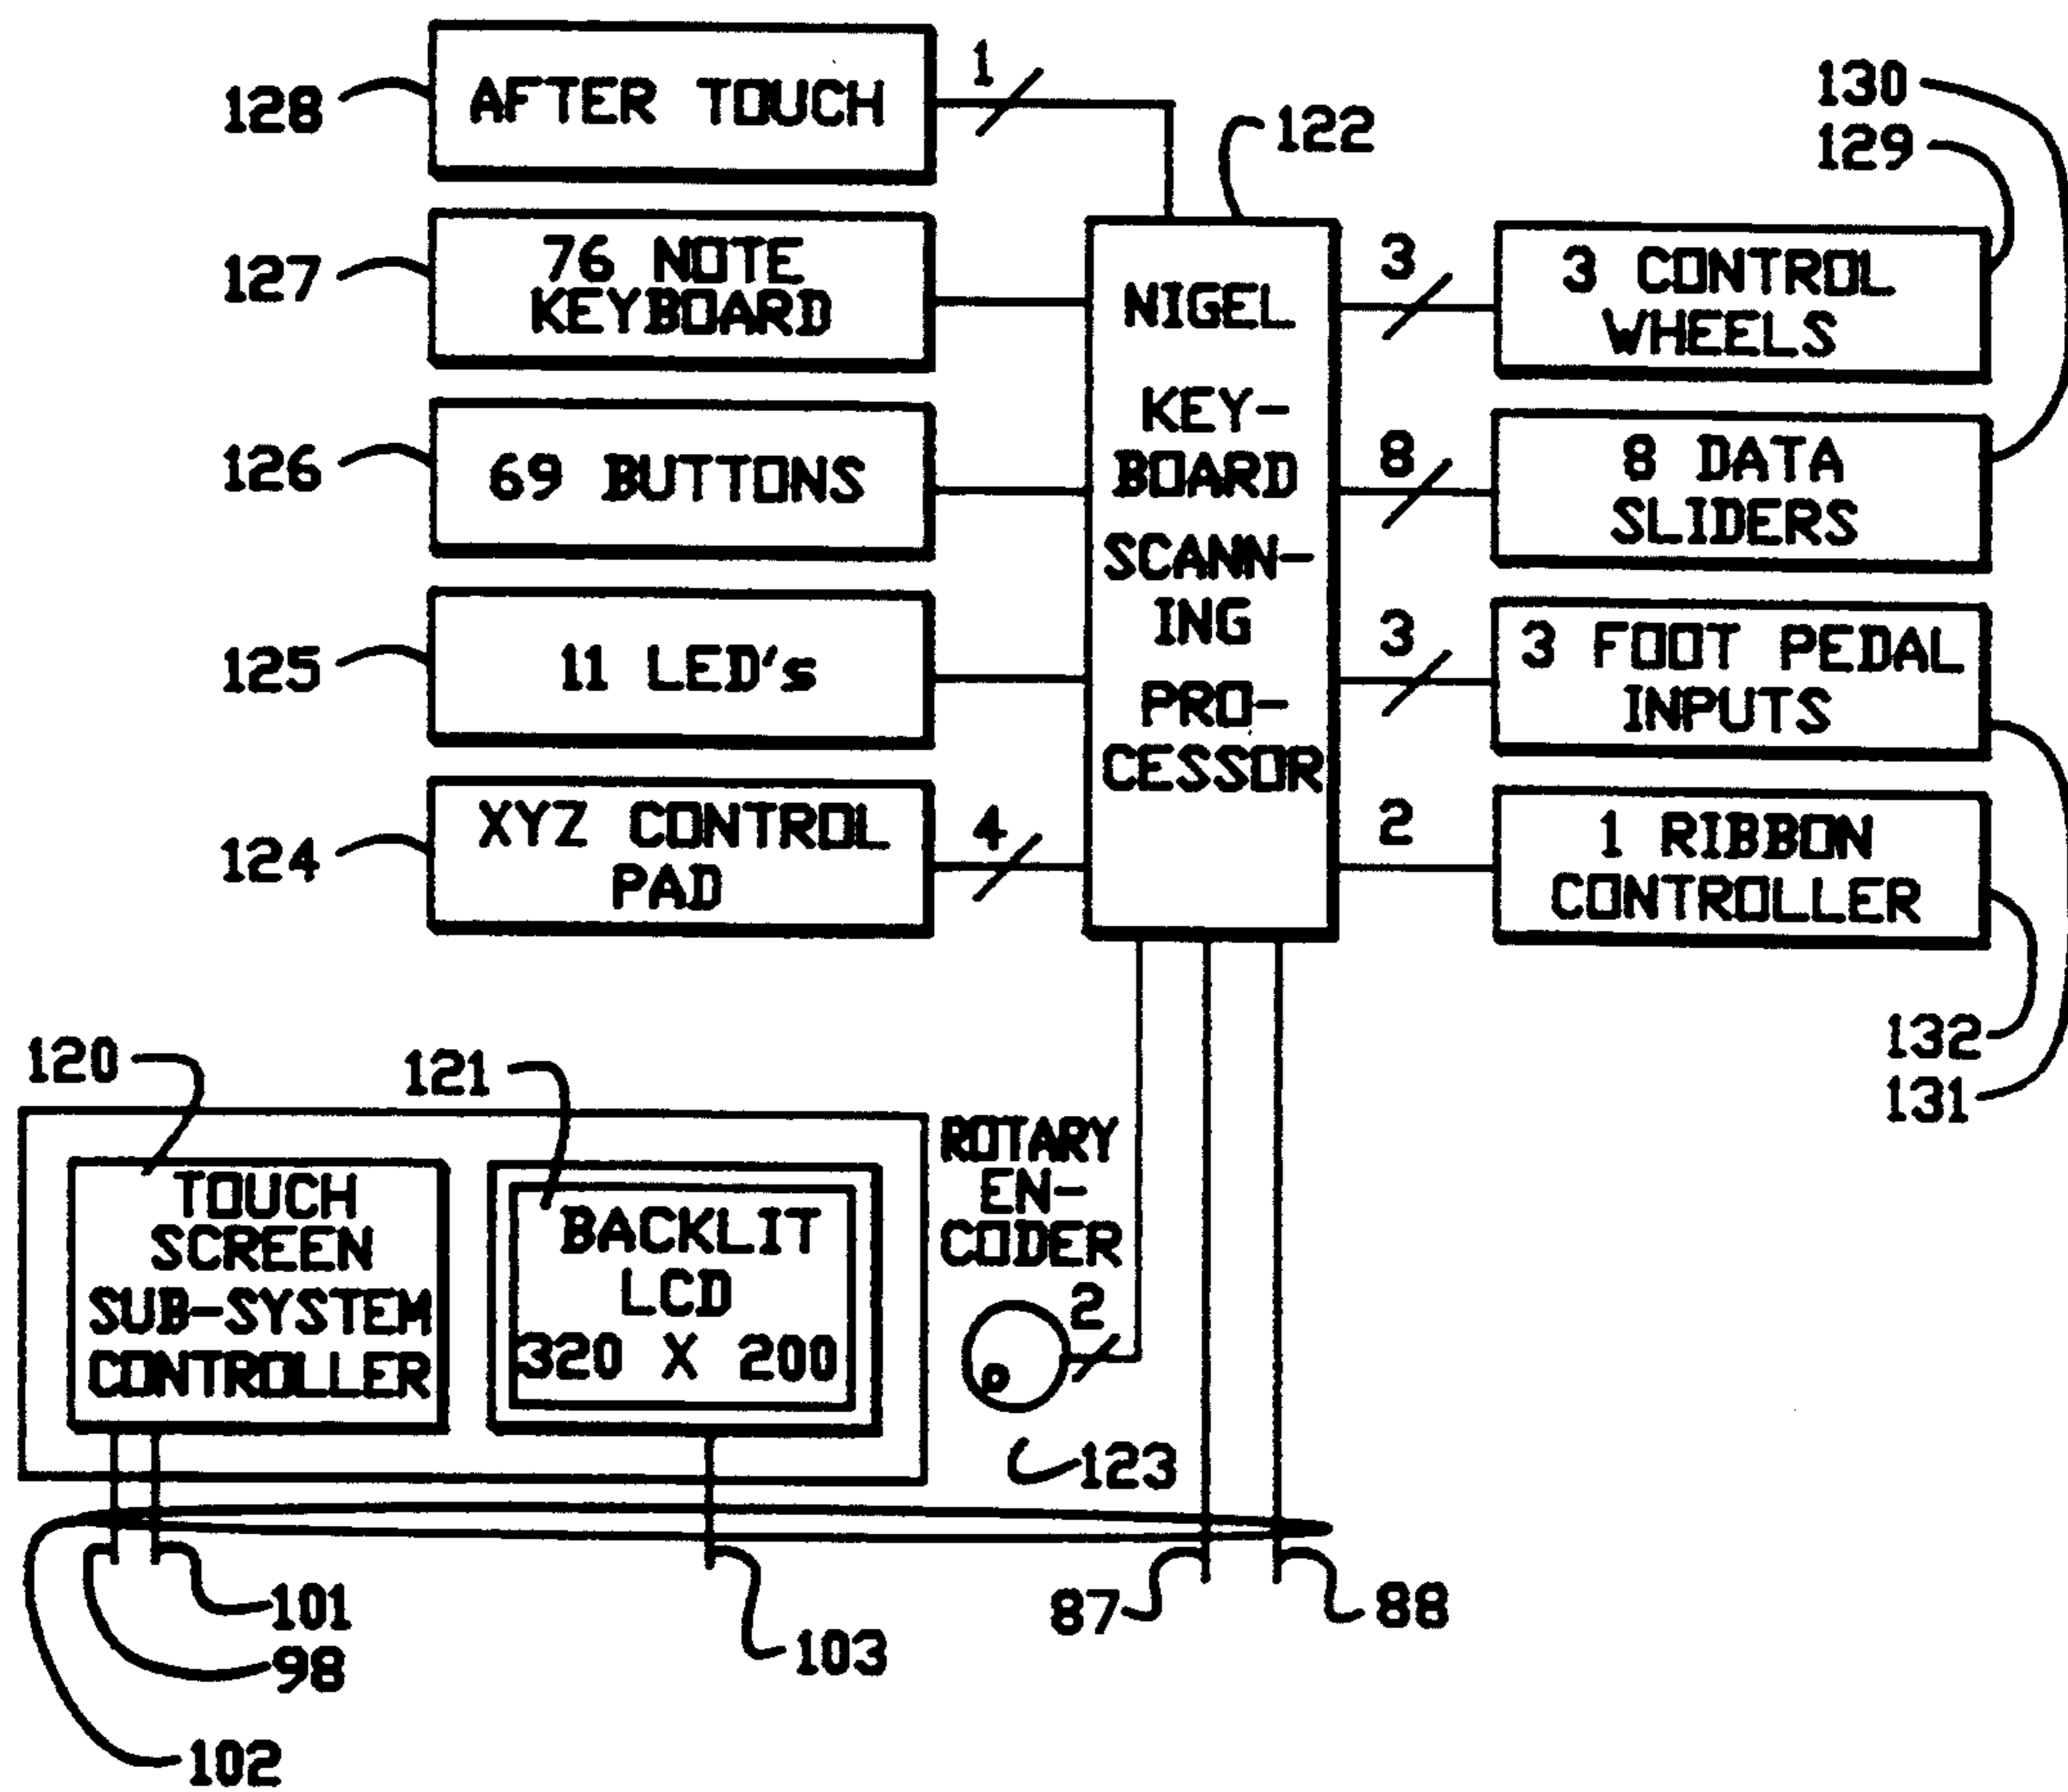 128
AFTER TOUCH
1
122
130
129
127
76 NOTE
KEYBOARD
126
69 BUTTONS
125
11 LED's
124
XYZ CONTROL
PAD
4
NIGEL
KEY-
BOARD
SCANN-
ING
PRO-
CESSOR
3
3 CONTROL
WHEELS
8
8 DATA
SLIDERS
3
3 FOOT PEDAL
INPUTS
2
1 RIBBON
CONTROLLER
132
131
120
121
TOUCH
SCREEN
SUB-SYSTEM
CONTROLLER
BACKLIT
LCD
320 X 200
ROTARY
EN-
CODER
2
123
101
98
102
103
87
88